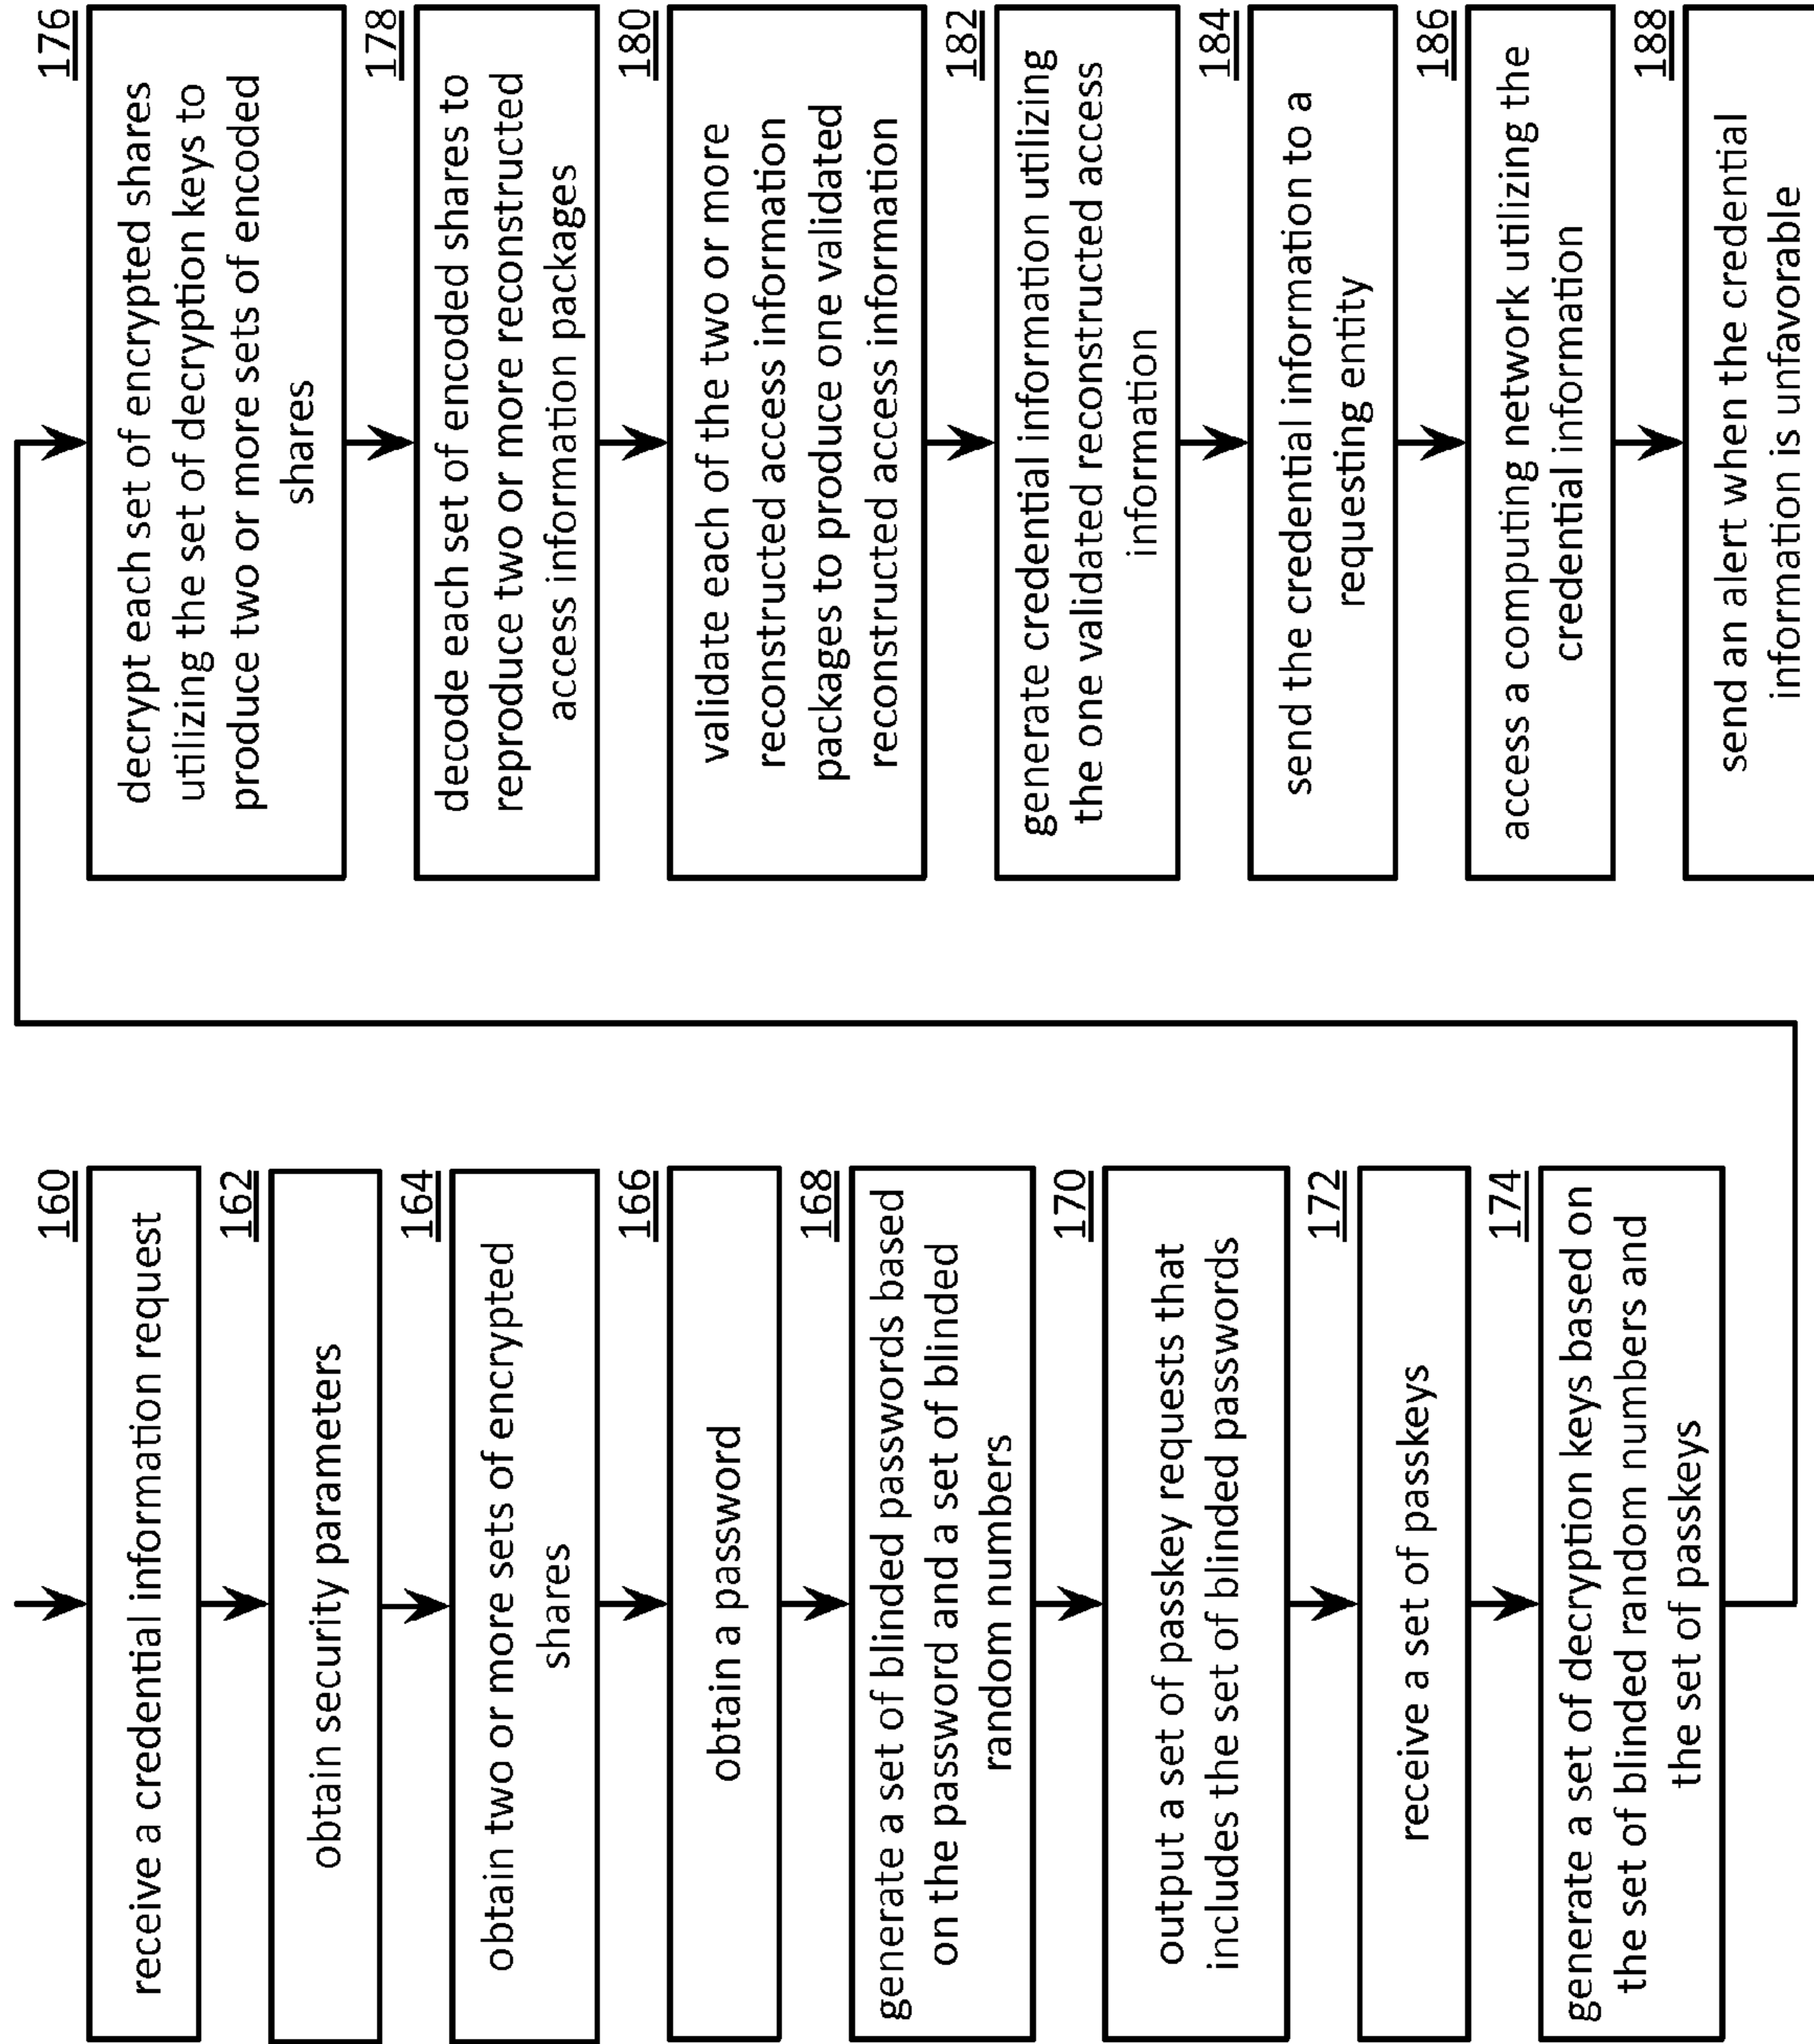 160
receive a credential information request
162
obtain security parameters
164
obtain two or more sets of encrypted
shares
166
obtain a password
168
generate a set of blinded passwords based
on the password and a set of blinded
random numbers
170
output a set of passkey requests that
includes the set of blinded passwords
172
receive a set of passkeys
174
generate a set of decryption keys based on
the set of blinded random numbers and
the set of passkeys
176
decrypt each set of encrypted shares
utilizing the set of decryption keys to
produce two or more sets of encoded
shares
178
decode each set of encoded shares to
reproduce two or more reconstructed
access information packages
180
validate each of the two or more
reconstructed access information
packages to produce one validated
reconstructed access information
182
generate credential information utilizing
the one validated reconstructed access
information
184
send the credential information to a
requesting entity
186
access a computing network utilizing the
credential information
188
send an alert when the credential
information is unfavorable